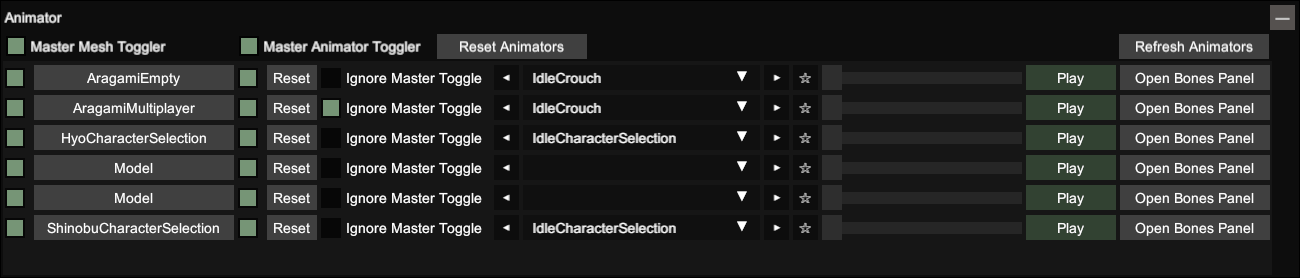 Animator
Master Mesh Toggler Master Animator Toggler Reset Animators Refresh Animators
AragamiEmpty Reset Ignore Master Toggle ◄ IdleCrouch ▼ ► ☆ Play Open Bones Panel
AragamiMultiplayer Reset Ignore Master Toggle ◄ IdleCrouch ▼ ► ☆ Play Open Bones Panel
HyoCharacterSelection Reset Ignore Master Toggle ◄ IdleCharacterSelection ▼ ► ☆ Play Open Bones Panel
Model Reset Ignore Master Toggle ◄ ▼ ► ☆ Play Open Bones Panel
Model Reset Ignore Master Toggle ◄ ▼ ► ☆ Play Open Bones Panel
ShinobuCharacterSelection Reset Ignore Master Toggle ◄ IdleCharacterSelection ▼ ► ☆ Play Open Bones Panel